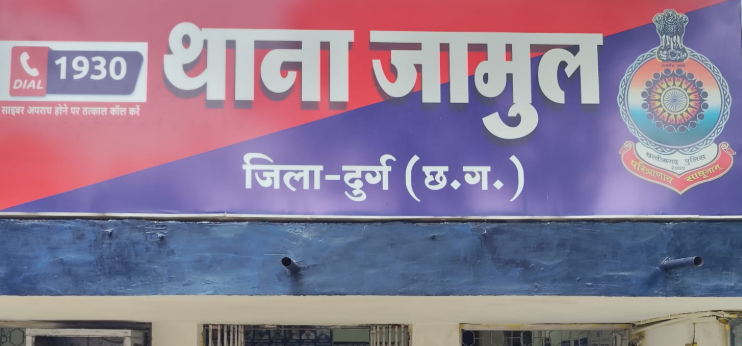 DIAL 1930
साइबर अपराध होने पर तत्काल कॉल करें
थाना जामुल
जिला-दुर्ग (छ.ग.)
छत्तीसगढ़ पुलिस
परित्राणाय साधुनाम्